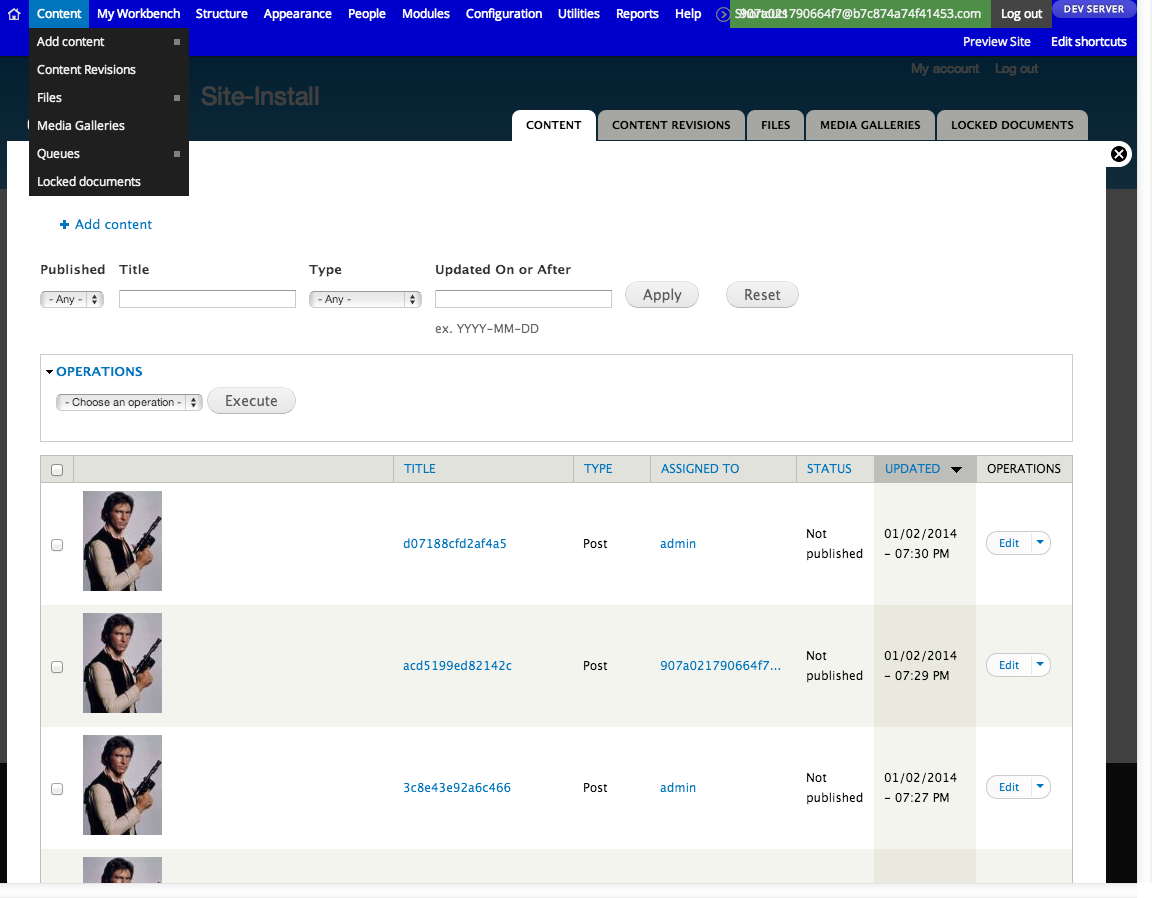 Content My Workbench Structure Appearance People Modules Configuration Utilities Reports Help 907a021790664f7@b7c874a74f41453.com Log out DEV SERVER
Preview Site Edit shortcuts
Add content
Content Revisions
Files
Media Galleries
Queues
Locked documents
My account Log out
Site-Install
CONTENT CONTENT REVISIONS FILES MEDIA GALLERIES LOCKED DOCUMENTS
+ Add content
Published Title Type Updated On or After
- Any - - Any - Apply Reset
ex. YYYY-MM-DD
OPERATIONS
- Choose an operation - Execute
TITLE TYPE ASSIGNED TO STATUS UPDATED OPERATIONS
d07188cfd2af4a5 Post admin Not published 01/02/2014 - 07:30 PM Edit
acd5199ed82142c Post 907a021790664f7... Not published 01/02/2014 - 07:29 PM Edit
3c8e43e92a6c466 Post admin Not published 01/02/2014 - 07:27 PM Edit